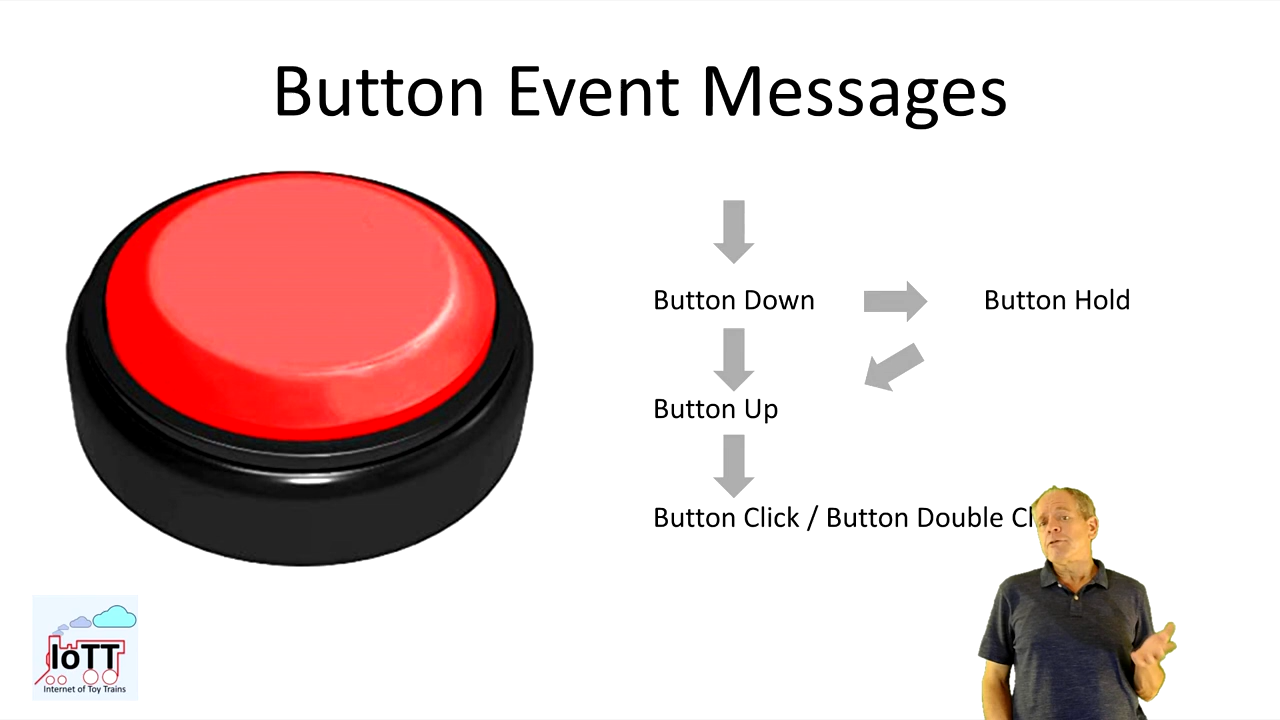 Button Event Messages
Button Down
Button Hold
Button Up
Button Click / Button Double
IoTT
Internet of Toy Trains